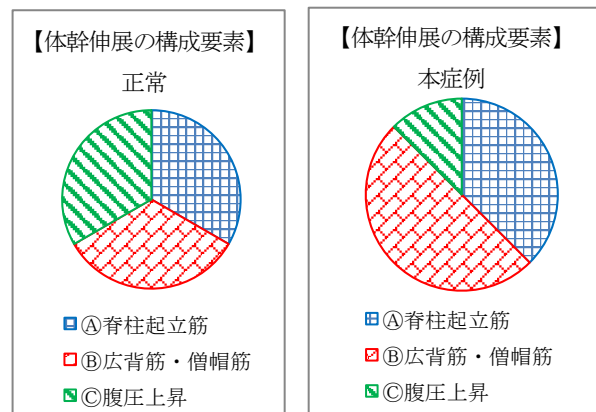 【体幹伸展の構成要素】
正常
Ⓐ脊柱起立筋
Ⓑ広背筋・僧帽筋
Ⓒ腹圧上昇
【体幹伸展の構成要素】
本症例
Ⓐ脊柱起立筋
Ⓑ広背筋・僧帽筋
Ⓒ腹圧上昇